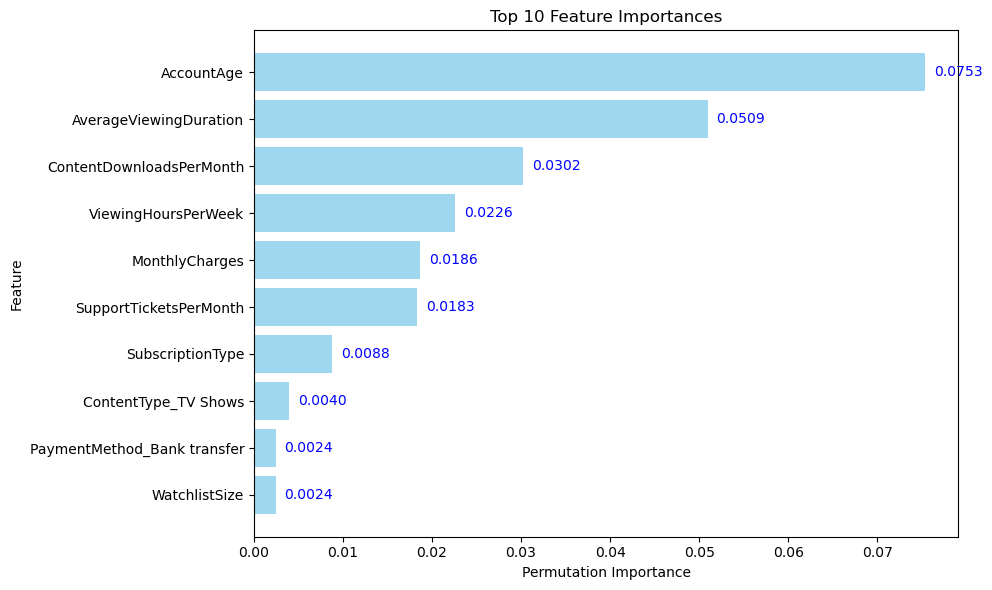 Top 10 Feature Importances
Feature
AccountAge 0.0753
AverageViewingDuration 0.0509
ContentDownloadsPerMonth 0.0302
ViewingHoursPerWeek 0.0226
MonthlyCharges 0.0186
SupportTicketsPerMonth 0.0183
SubscriptionType 0.0088
ContentType_TV Shows 0.0040
PaymentMethod_Bank transfer 0.0024
WatchlistSize 0.0024
0.00 0.01 0.02 0.03 0.04 0.05 0.06 0.07
Permutation Importance